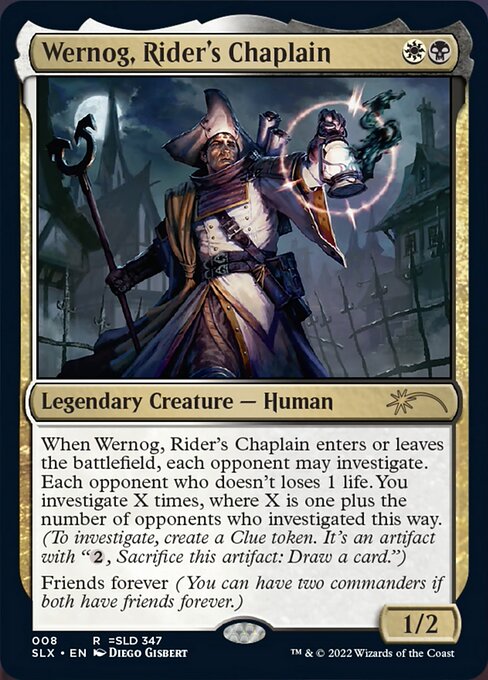 Wernog, Rider's Chaplain
Legendary Creature — Human
When Wernog, Rider's Chaplain enters or leaves
the battlefield, each opponent may investigate.
Each opponent who doesn't loses 1 life. You
investigate X times, where X is one plus the
number of opponents who investigated this way.
(To investigate, create a Clue token. It's an artifact
with “2, Sacrifice this artifact: Draw a card.”)
Friends forever (You can have two commanders if
both have friends forever.)
1/2
008 R =SLD 347
SLX • EN Diego Gisbert
™ & © 2022 Wizards of the Coast